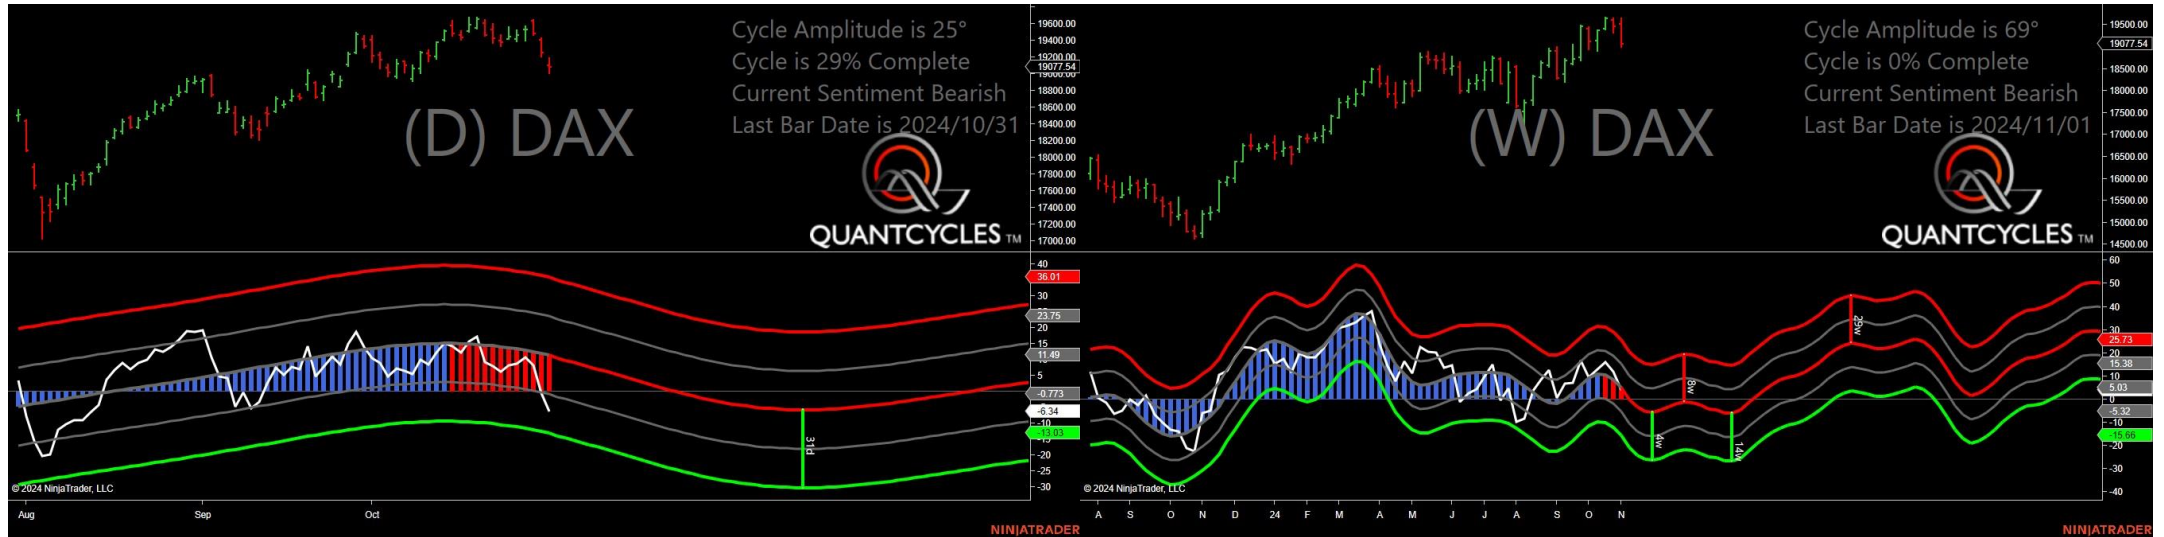 Cycle Amplitude is 25°
Cycle is 29% Complete
Current Sentiment Bearish
Last Bar Date is 2024/10/31
(D) DAX
QUANTCYCLES TM
19600.00
19400.00
19077.54
19000.00
18800.00
18600.00
18400.00
18200.00
18000.00
17800.00
17600.00
17400.00
17200.00
17000.00
40
36.01
30
23.75
20
15
11.49
5
-0.773
-6.34
-10
-13.03
-20
-25
-30
31d
© 2024 NinjaTrader, LLC
Aug Sep Oct
NINJATRADER
Cycle Amplitude is 69°
Cycle is 0% Complete
Current Sentiment Bearish
Last Bar Date is 2024/11/01
(W) DAX
QUANTCYCLES TM
19500.00
19077.54
18500.00
18000.00
17500.00
17000.00
16500.00
16000.00
15500.00
15000.00
14500.00
60
50
40
30
25.73
20
15.38
10
5.03
0
-5.32
-10
-15.66
-20
-30
-40
29w
8w
4w
14w
© 2024 NinjaTrader, LLC
A S O N D 24 F M A M J J A S O N
NINJATRADER